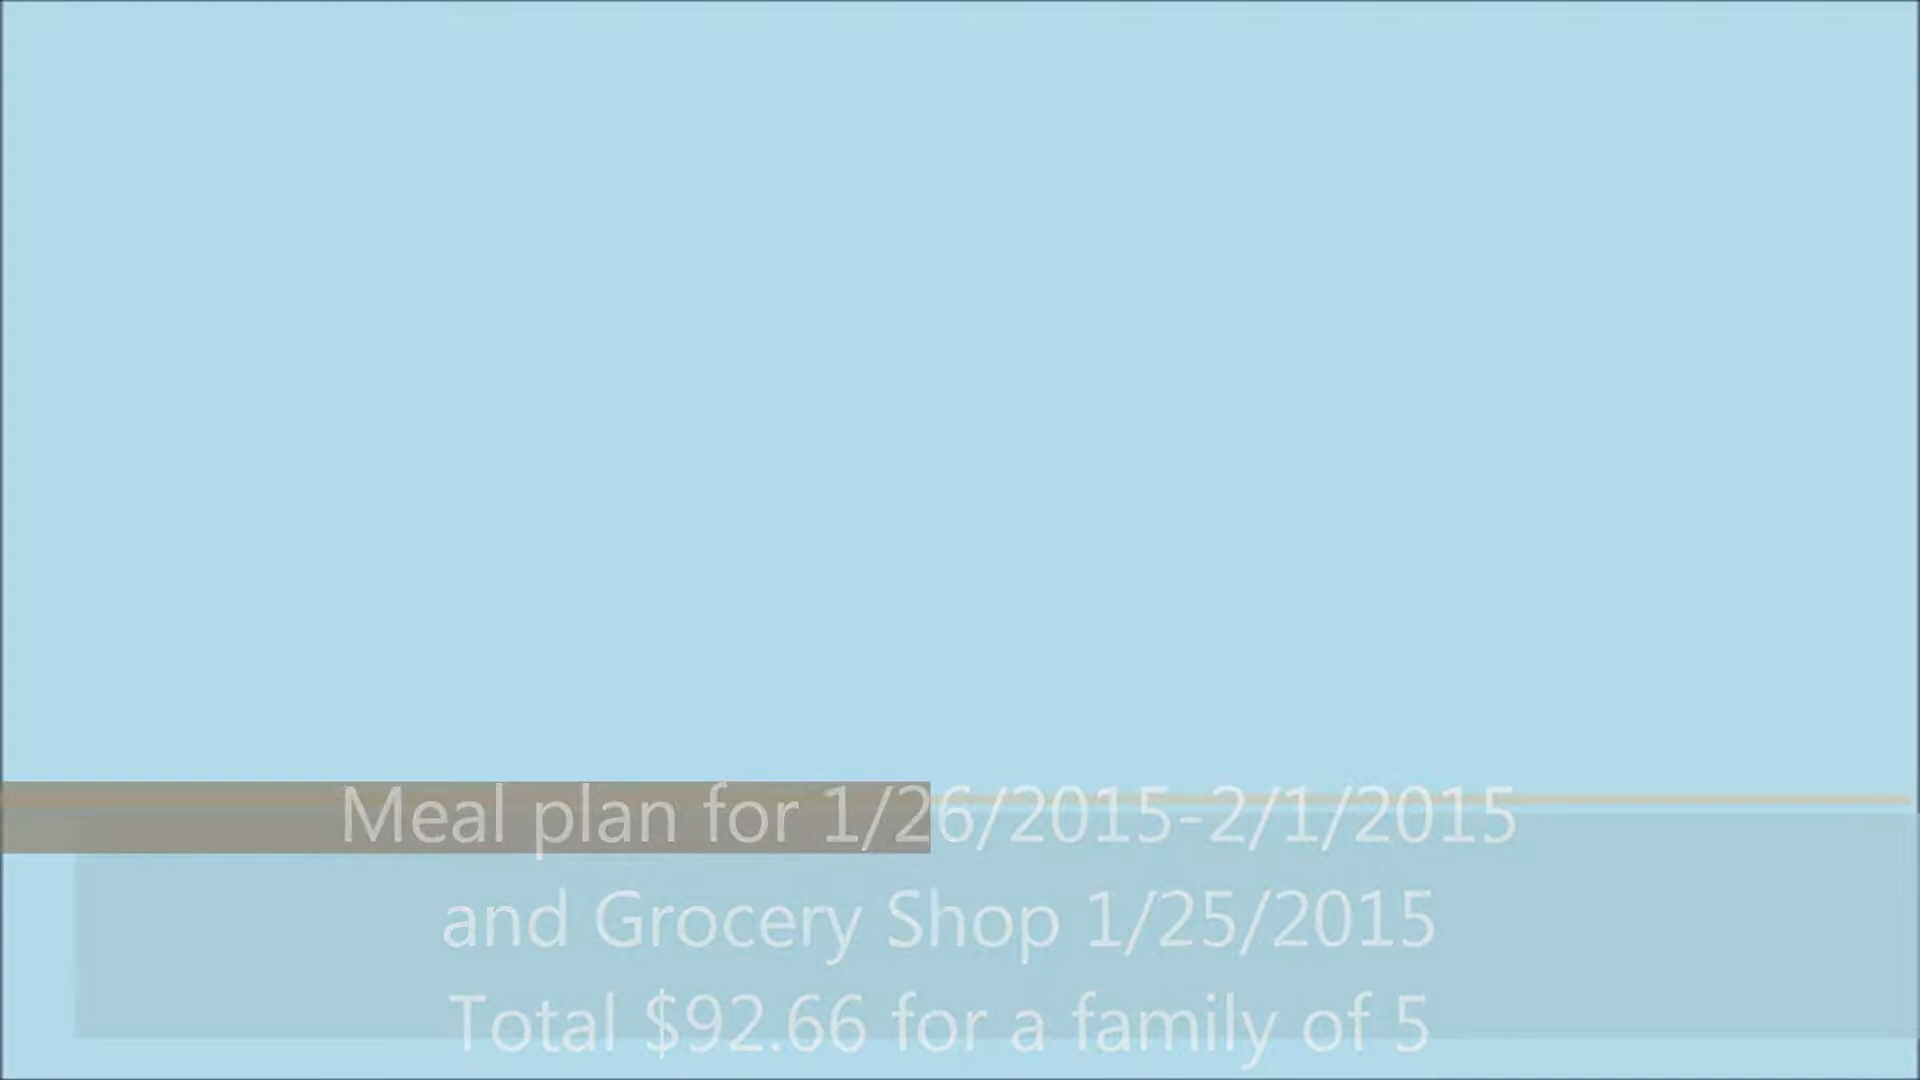 Meal plan for 1/26/2015-2/1/2015
and Grocery Shop 1/25/2015
Total $92.66 for a family of 5